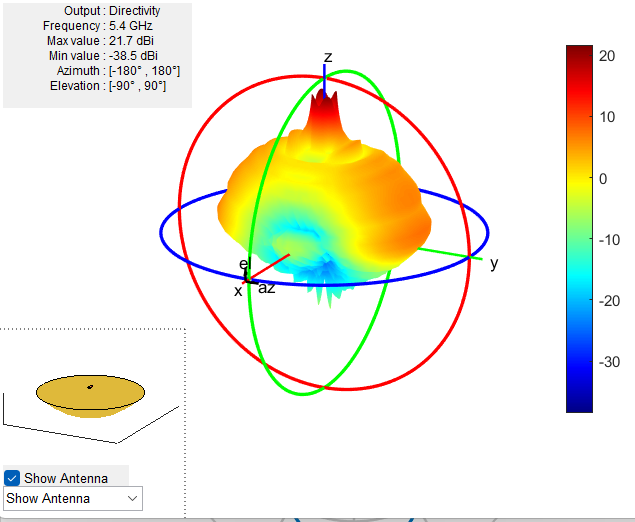 Output : Directivity
Frequency : 5.4 GHz
Max value : 21.7 dBi
Min value : -38.5 dBi
Azimuth : [-180° , 180°]
Elevation : [-90° , 90°]
z
20
10
0
-10
-20
-30
y
el
x
az
Show Antenna
Show Antenna